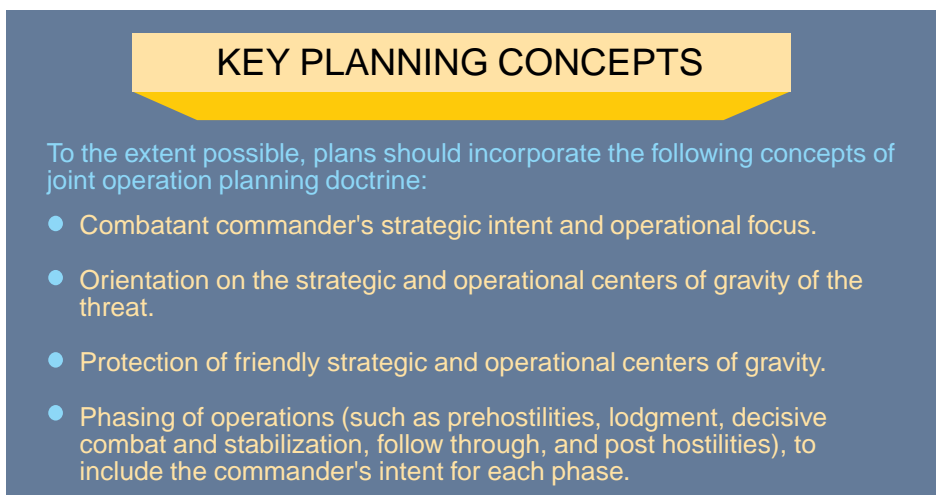 KEY PLANNING CONCEPTS
To the extent possible, plans should incorporate the following concepts of
joint operation planning doctrine:
Combatant commander's strategic intent and operational focus.
Orientation on the strategic and operational centers of gravity of the
threat.
Protection of friendly strategic and operational centers of gravity.
Phasing of operations (such as prehostilities, lodgment, decisive
combat and stabilization, follow through, and post hostilities), to
include the commander's intent for each phase.